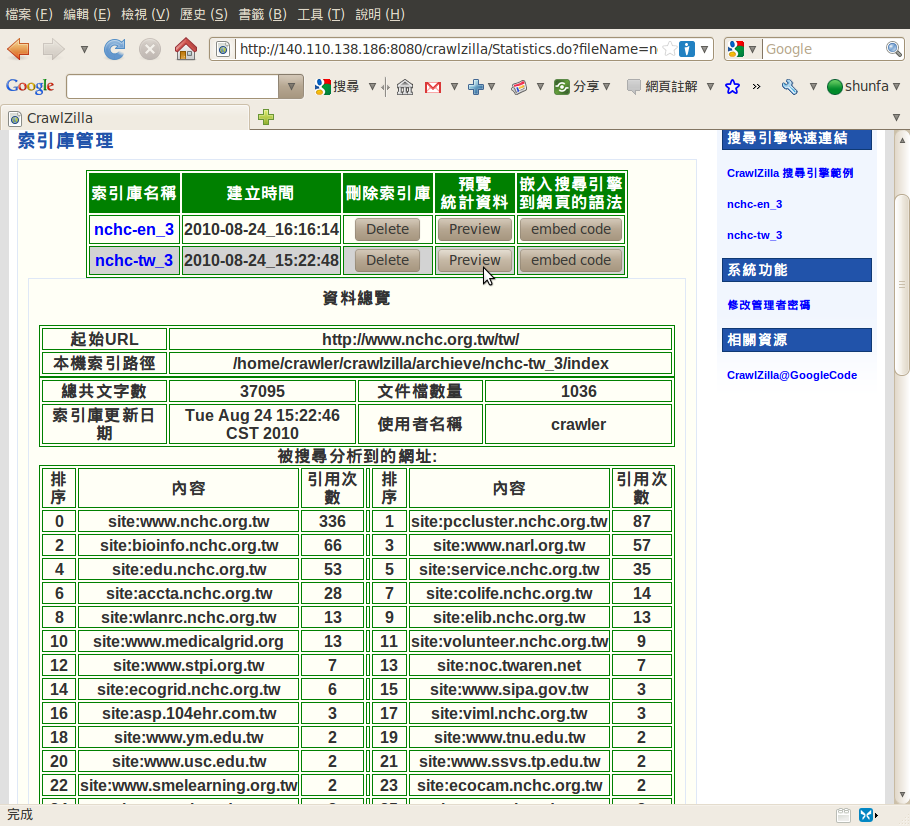 檔案 (F) 編輯 (E) 檢視 (V) 歷史 (S) 書籤 (B) 工具 (T) 說明 (H)
http://140.110.138.186:8080/crawlzilla/Statistics.do?fileName=n
Google
Google 搜尋 分享 網頁註解 » shunfa
CrawlZilla
索引庫管理
索引庫名稱 建立時間 刪除索引庫 預覽 統計資料 嵌入搜尋引擎 到網頁的語法
nchc-en_3 2010-08-24_16:16:14 Delete Preview embed code
nchc-tw_3 2010-08-24_15:22:48 Delete Preview embed code
資料總覽
起始URL http://www.nchc.org.tw/tw/
本機索引路徑 /home/crawler/crawlzilla/archieve/nchc-tw_3/index
總共文字數 37095 文件檔數量 1036
索引庫更新日期 Tue Aug 24 15:22:46 CST 2010 使用者名稱 crawler
被搜尋分析到的網址:
排序 內容 引用次數 排序 內容 引用次數
0 site:www.nchc.org.tw 336 1 site:pccluster.nchc.org.tw 87
2 site:bioinfo.nchc.org.tw 66 3 site:www.narl.org.tw 57
4 site:edu.nchc.org.tw 53 5 site:service.nchc.org.tw 35
6 site:accta.nchc.org.tw 28 7 site:colife.nchc.org.tw 14
8 site:wlanrc.nchc.org.tw 13 9 site:elib.nchc.org.tw 13
10 site:www.medicalgrid.org 13 11 site:volunteer.nchc.org.tw 9
12 site:www.stpi.org.tw 7 13 site:noc.twaren.net 7
14 site:ecogrid.nchc.org.tw 6 15 site:www.sipa.gov.tw 3
16 site:asp.104ehr.com.tw 3 17 site:viml.nchc.org.tw 3
18 site:www.ym.edu.tw 2 19 site:www.tnu.edu.tw 2
20 site:www.usc.edu.tw 2 21 site:www.ssvs.tp.edu.tw 2
22 site:www.smelearning.org.tw 2 23 site:ecocam.nchc.org.tw 2
搜尋引擎快速連結
CrawlZilla 搜尋引擎範例
nchc-en_3
nchc-tw_3
系統功能
修改管理者密碼
相關資源
CrawlZilla@GoogleCode
完成